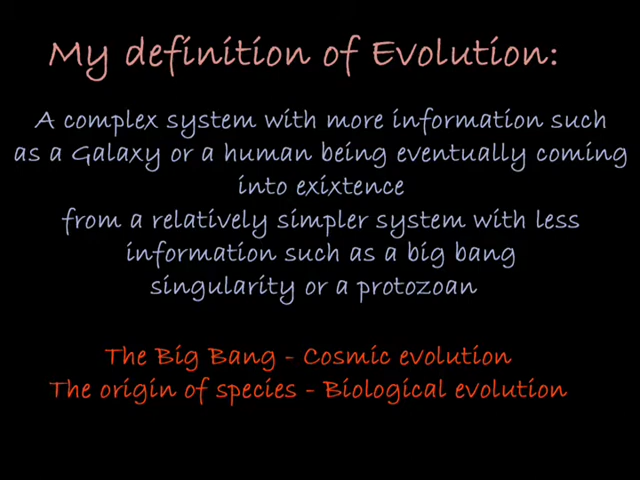 My definition of Evolution:
A complex system with more information such
as a Galaxy or a human being eventually coming
into exixtence
from a relatively simpler system with less
information such as a big bang
singularity or a protozoan
The Big Bang - Cosmic evolution
The origin of species - Biological evolution